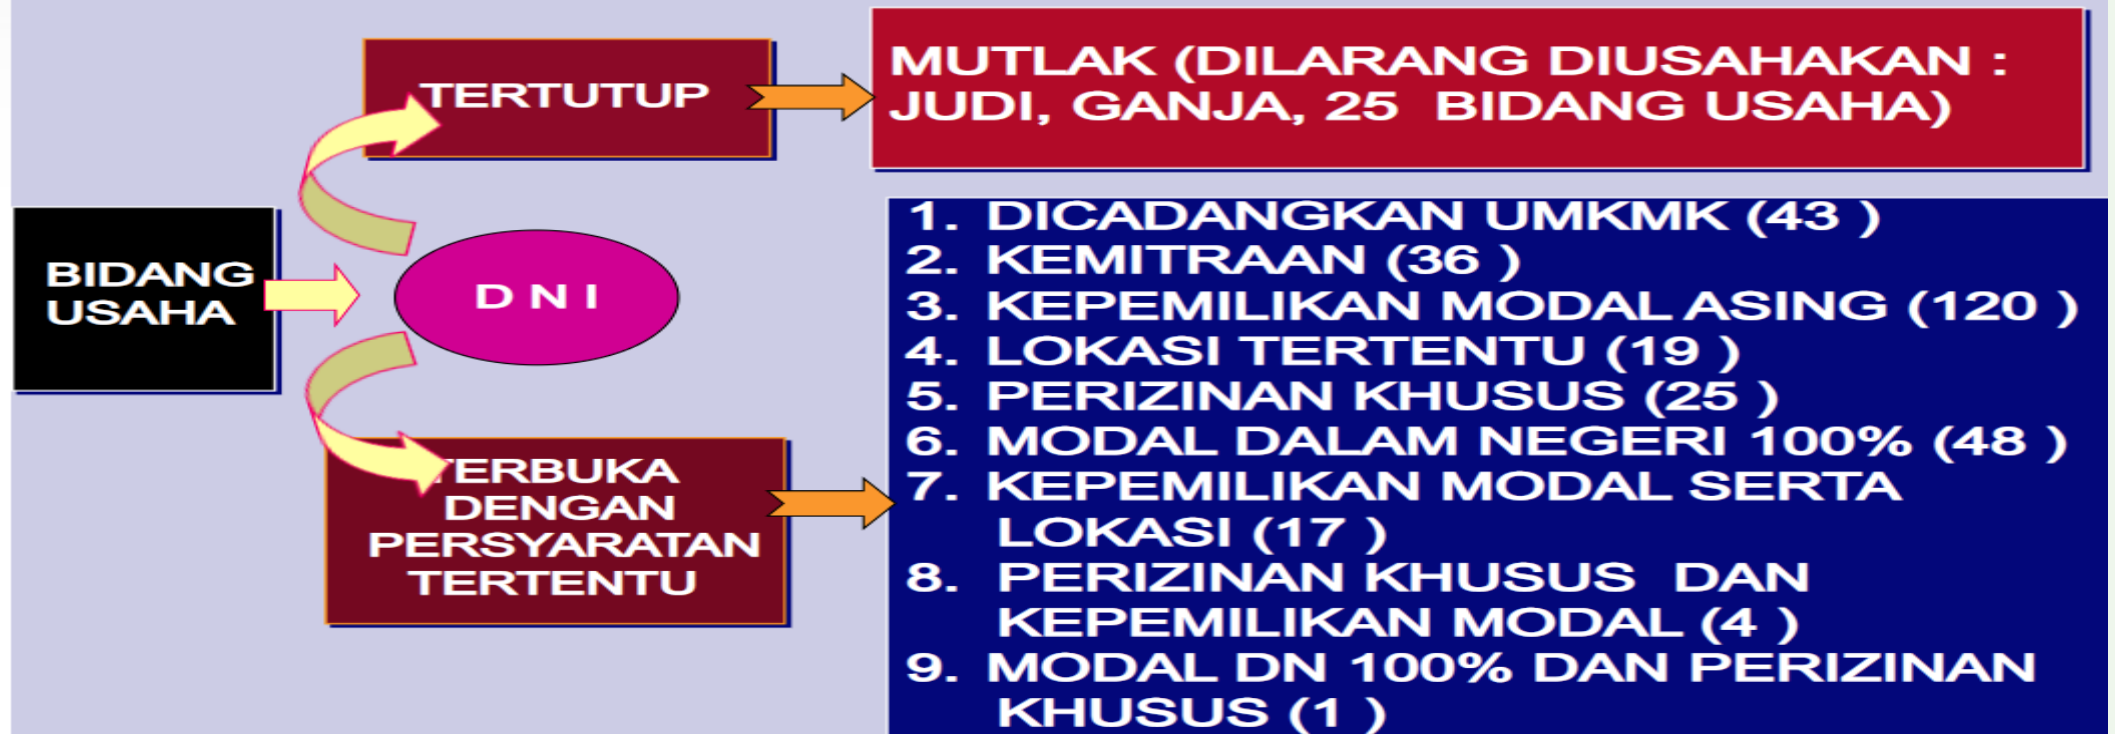 TERTUTUP
MUTLAK (DILARANG DIUSAHAKAN :
JUDI, GANJA, 25 BIDANG USAHA)
BIDANG
USAHA
D N I
TERBUKA
DENGAN
PERSYARATAN
TERTENTU
1. DICADANGKAN UMKMK (43 )
2. KEMITRAAN (36 )
3. KEPEMILIKAN MODAL ASING (120 )
4. LOKASI TERTENTU (19 )
5. PERIZINAN KHUSUS (25 )
6. MODAL DALAM NEGERI 100% (48 )
7. KEPEMILIKAN MODAL SERTA
LOKASI (17 )
8. PERIZINAN KHUSUS DAN
KEPEMILIKAN MODAL (4 )
9. MODAL DN 100% DAN PERIZINAN
KHUSUS (1 )